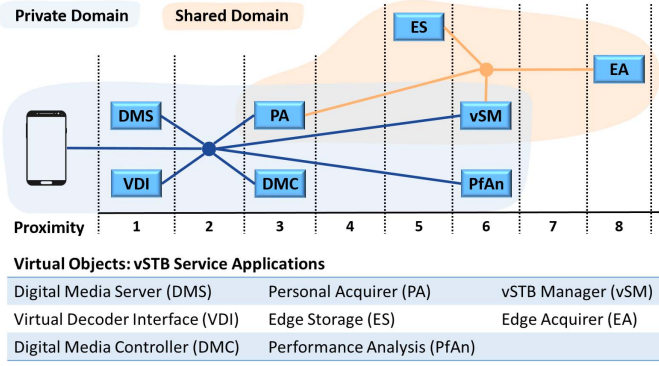 Private Domain
Shared Domain
ES
EA
DMS
PA
vSM
VDI
DMC
PfAn
Proximity 1 2 3 4 5 6 7 8
Virtual Objects: vSTB Service Applications
Digital Media Server (DMS) Personal Acquirer (PA) vSTB Manager (vSM)
Virtual Decoder Interface (VDI) Edge Storage (ES) Edge Acquirer (EA)
Digital Media Controller (DMC) Performance Analysis (PfAn)